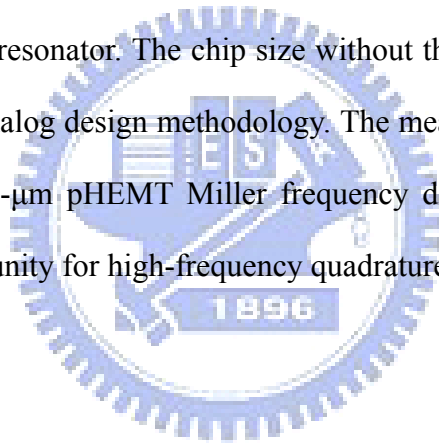 resonator. The chip size without th
alog design methodology. The mea
E S
-μm pHEMT Miller frequency d
unity for high-frequency quadrature
1896